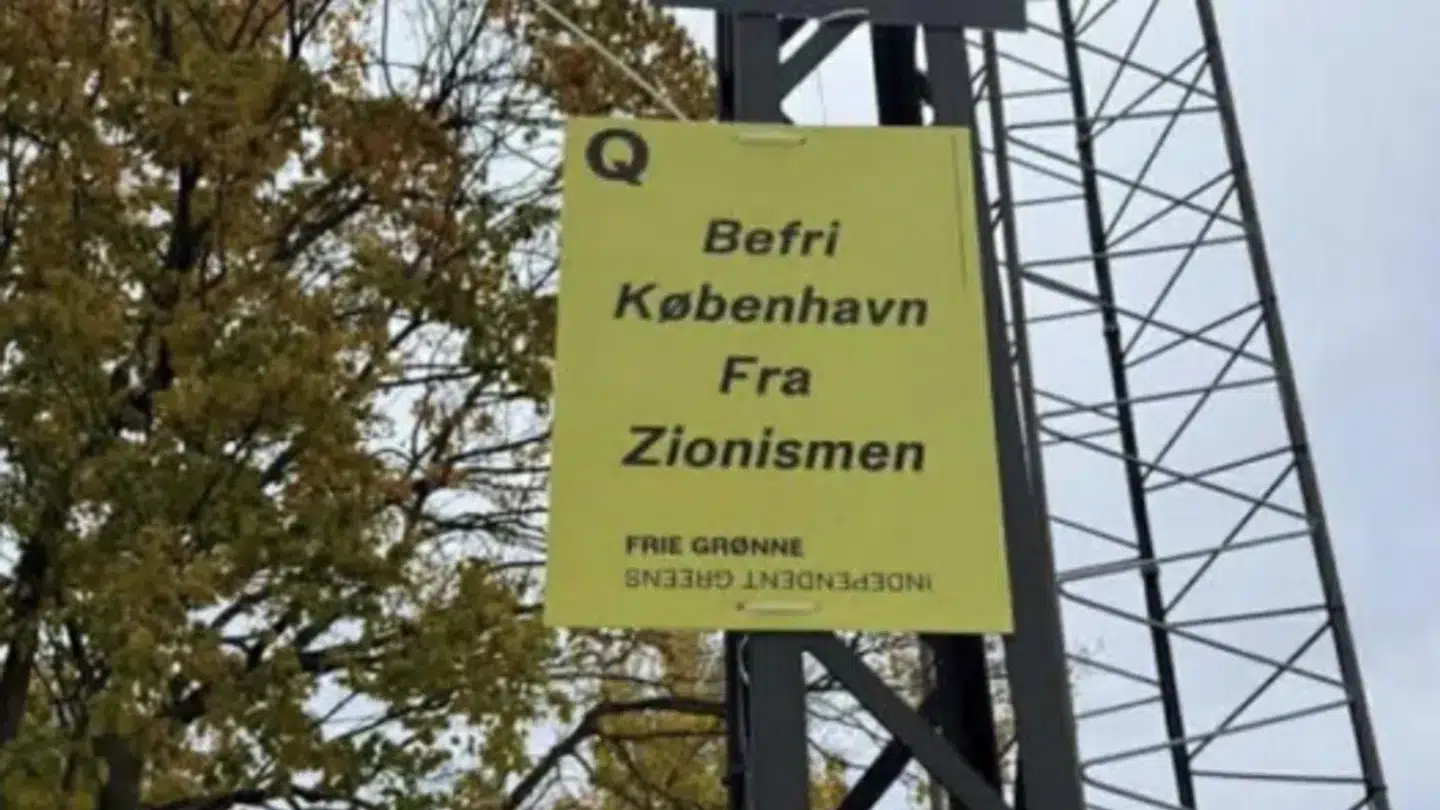 Q
Befri
København
Fra
Zionismen
FRIE GRØNNE
INDEPENDENT GREENS